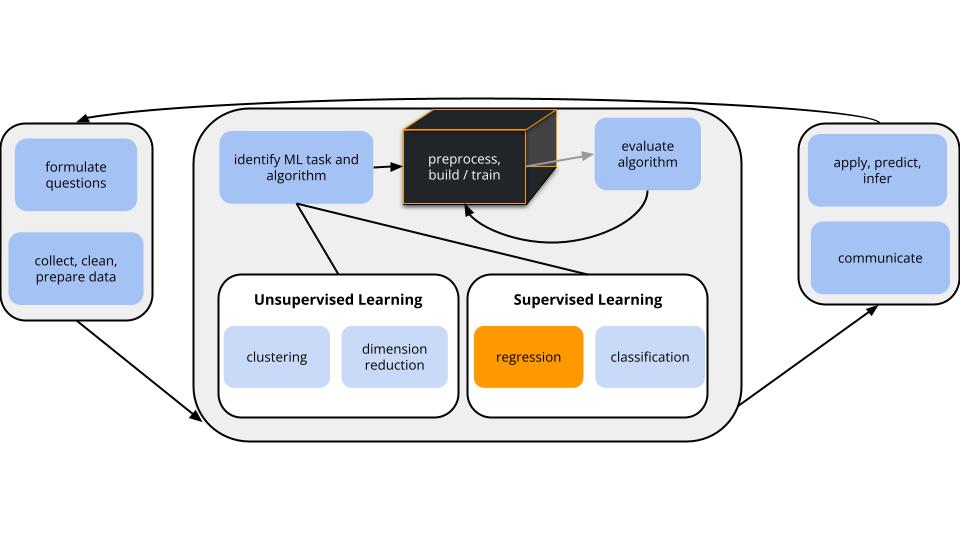 formulate
questions
collect, clean,
prepare data
identify ML task and
algorithm
preprocess,
build / train
evaluate
algorithm
Unsupervised Learning
clustering
dimension
reduction
Supervised Learning
regression
classification
apply, predict,
infer
communicate